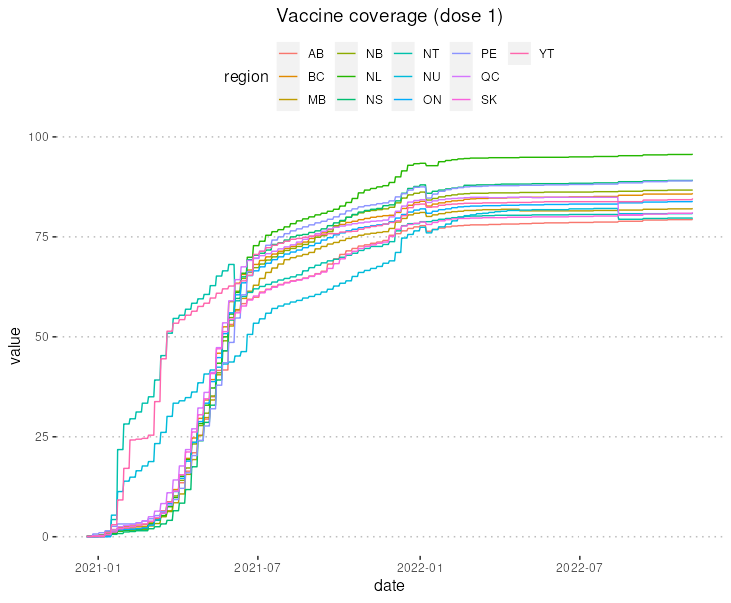 Vaccine coverage (dose 1)
region
AB NB NT PE YT
BC NL NU QC
MB NS ON SK
100
75
50
25
0
value
2021-01 2021-07 2022-01 2022-07
date